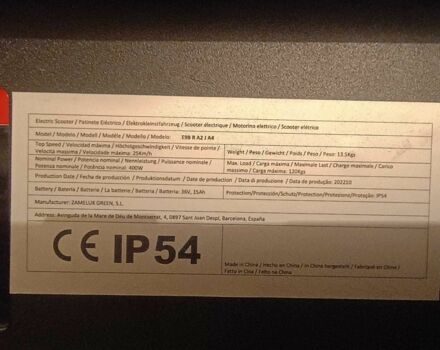 Electric Scooter / Patinete Eléctrico / Elektrokleinstfahrzeug / Scooter électrique / Motorino elettrico / Scooter elétrico
Model / Modelo / Modell / Modèle / Modello / Modelo: E9B R A2 J A4
Top Speed / Velocidad máxima / Höchstgeschwindigkeit / Vitesse de pointe /
Velocità massima / Velocidade máxima: 25Km/h
Weight / Peso / Gewicht / Poids / Peso / Peso: 13.5Kgs
Nominal Power / Potencia nominal / Nennleistung / Puissance nominale /
Potenza nominale / Potência nominal: 400W
Max. Load / Carga máxima / Maximale Last / Charge maximale / Carico
massimo / Carga máxima: 120Kgs
Production Date / Fecha de producción / Produktionsdatum / Date de production / Data di produzione / Data de produção: 202210
Battery / Batería / Batterie / La batterie / Batteria / Bateria: 36V, 15Ah
Protection/Protección/Schutz/Protection/Protezione/Proteção: IP54
Manufacturer: ZAMELUX GREEN, S.L.
Address: Avinguda de la Mare de Déu de Montserrat, 4, 0897 Sant Joan Despí, Barcelona, España
CE IP54
Made in China / Hecho en China / In China hergestellt / Fabriqué en Chine /
Fatto in Cina / Feito na China